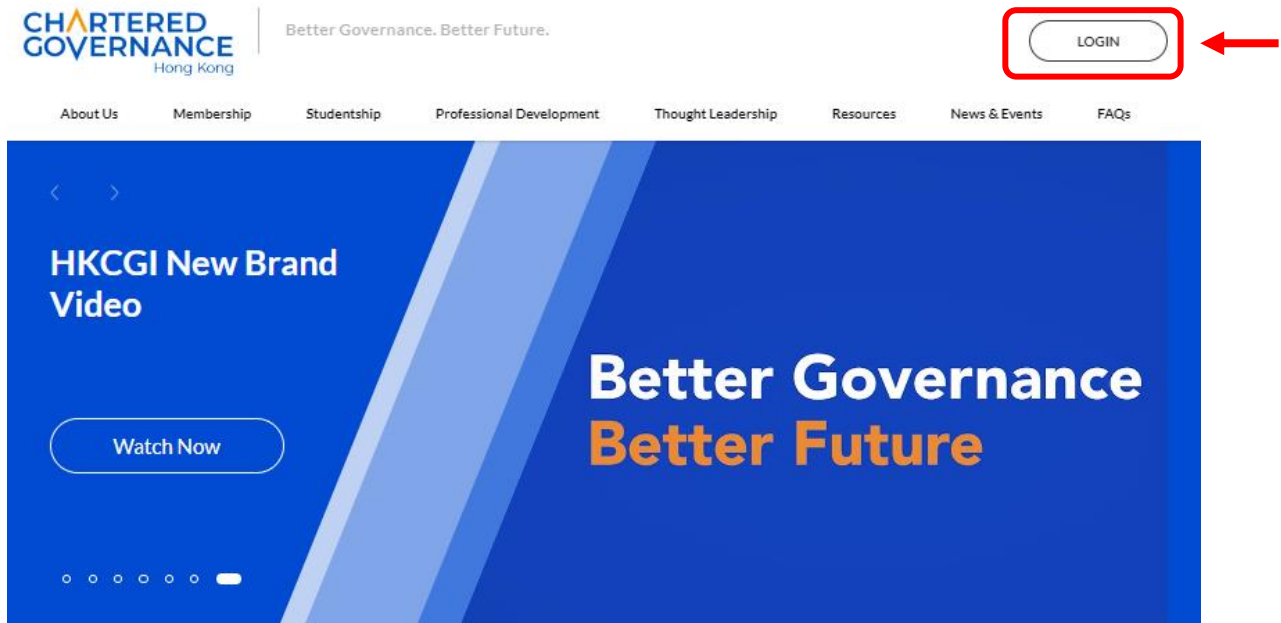 CHARTERED
GOVERNANCE
Hong Kong
Better Governance. Better Future.
LOGIN
About Us Membership Studentship Professional Development Thought Leadership Resources News & Events FAQs
HKCGI New Brand
Video
Better Governance
Better Future
Watch Now